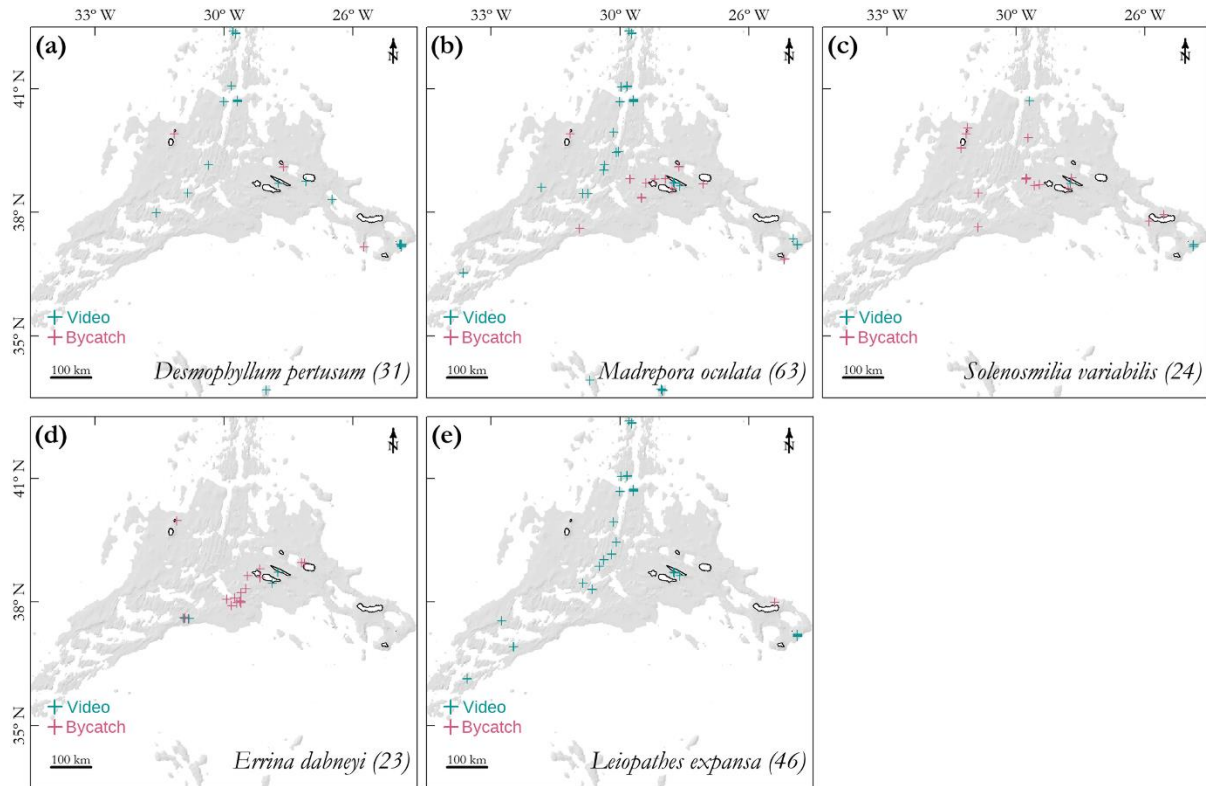 33° W 30° W 26° W 33° W 30° W 26° W 33° W 30° W 26° W
(a) N (b) N (c) N
41° N
38° N
35° N
Video Video Video
Bycatch Bycatch Bycatch
100 km Desmophyllum pertusum (31) 100 km Madrepora oculata (63) 100 km Solenosmilia variabilis (24)
(d) N (e) N
41° N
38° N
35° N
Video Video
Bycatch Bycatch
100 km Errina dabneyi (23) 100 km Leiopathes expansa (46)